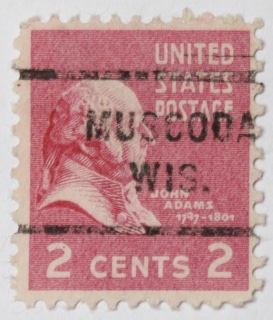 UNITED
STATES
POSTAGE
MUSCODA
WIS.
JOHN
ADAMS
1797-1801
2 CENTS 2